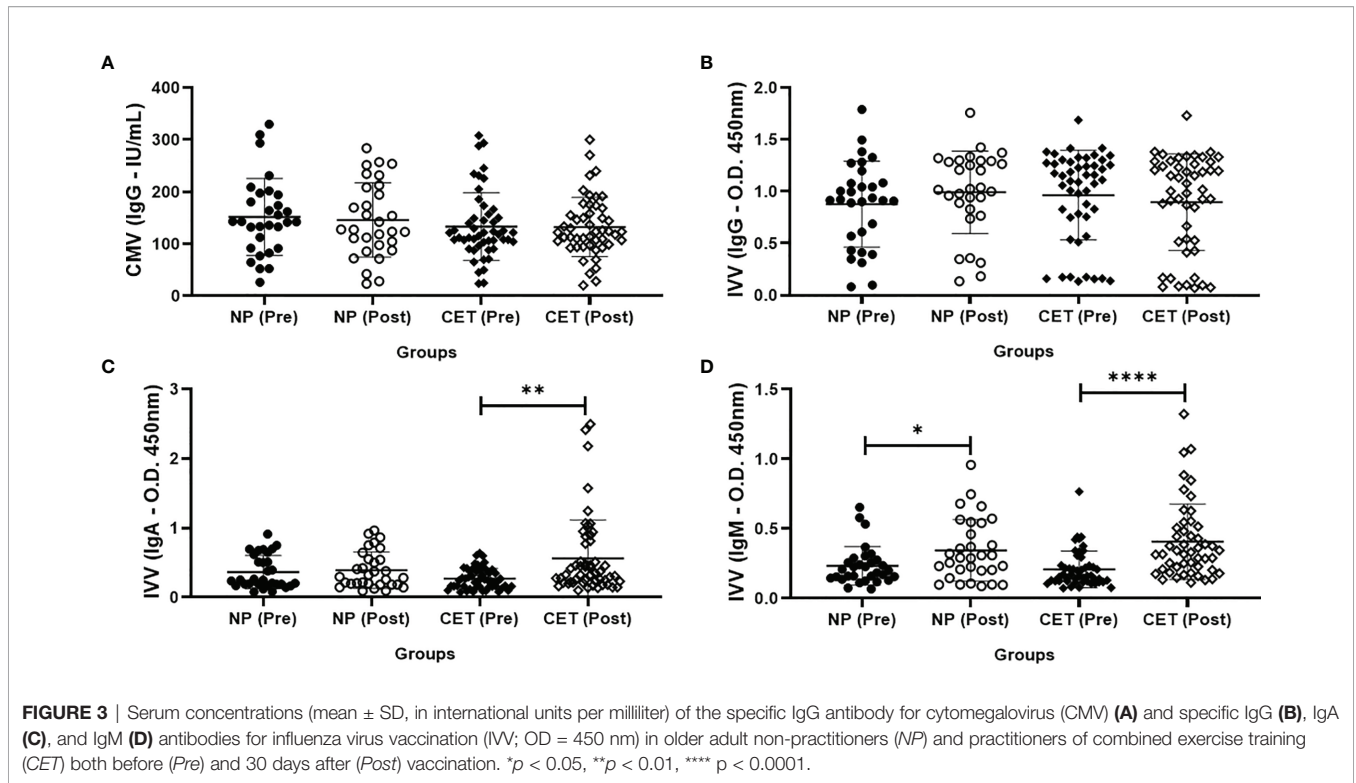 A
CMV (IgG - IU/mL)
400
300
200
100
0
NP (Pre) NP (Post) CET (Pre) CET (Post)
Groups
B
IVV (IgG - O.D. 450nm)
2.0
1.5
1.0
0.5
0.0
NP (Pre) NP (Post) CET (Pre) CET (Post)
Groups
C
IVV (IgA - O.D. 450nm)
3
2
1
0
**
NP (Pre) NP (Post) CET (Pre) CET (Post)
Groups
D
IVV (IgM - O.D. 450nm)
1.5
1.0
0.5
0.0
*
****
NP (Pre) NP (Post) CET (Pre) CET (Post)
Groups
FIGURE 3 | Serum concentrations (mean ± SD, in international units per milliliter) of the specific IgG antibody for cytomegalovirus (CMV) (A) and specific IgG (B), IgA
(C), and IgM (D) antibodies for influenza virus vaccination (IVV; OD = 450 nm) in older adult non-practitioners (NP) and practitioners of combined exercise training
(CET) both before (Pre) and 30 days after (Post) vaccination. *p < 0.05, **p < 0.01, **** p < 0.0001.